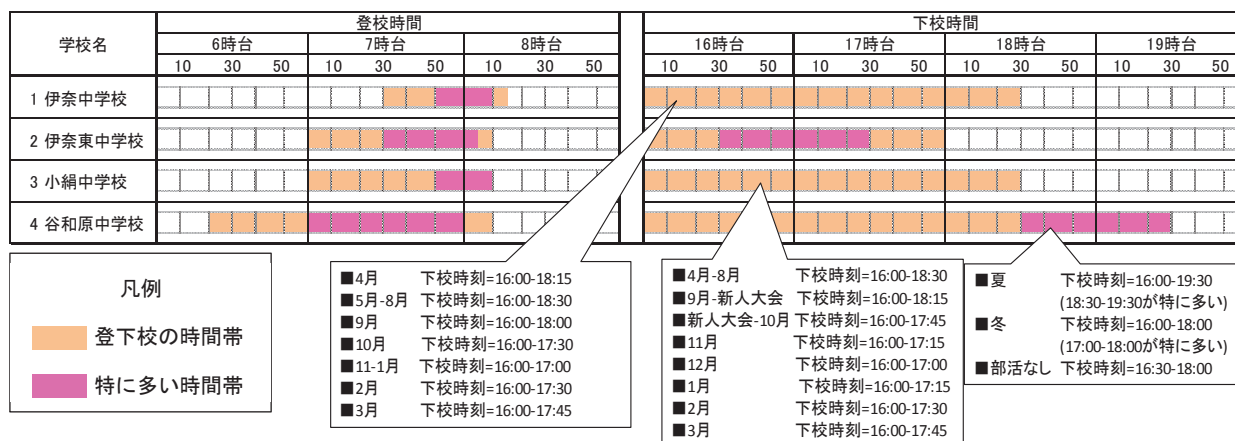 学校名 登校時間 下校時間
6時台 7時台 8時台 16時台 17時台 18時台 19時台
10 30 50 10 30 50 10 30 50 10 30 50 10 30 50 10 30 50 10 30 50
1 伊奈中学校
2 伊奈東中学校
3 小絹中学校
4 谷和原中学校
凡例
登下校の時間帯
特に多い時間帯
■4月 下校時刻=16:00-18:15
■5月-8月 下校時刻=16:00-18:30
■9月 下校時刻=16:00-18:00
■10月 下校時刻=16:00-17:30
■11-1月 下校時刻=16:00-17:00
■2月 下校時刻=16:00-17:30
■3月 下校時刻=16:00-17:45
■4月-8月 下校時刻=16:00-18:30
■9月-新人大会 下校時刻=16:00-18:15
■新人大会-10月 下校時刻=16:00-17:45
■11月 下校時刻=16:00-17:15
■12月 下校時刻=16:00-17:00
■1月 下校時刻=16:00-17:15
■2月 下校時刻=16:00-17:30
■3月 下校時刻=16:00-17:45
■夏 下校時刻=16:00-19:30
(18:30-19:30が特に多い)
■冬 下校時刻=16:00-18:00
(17:00-18:00が特に多い)
■部活なし 下校時刻=16:30-18:00